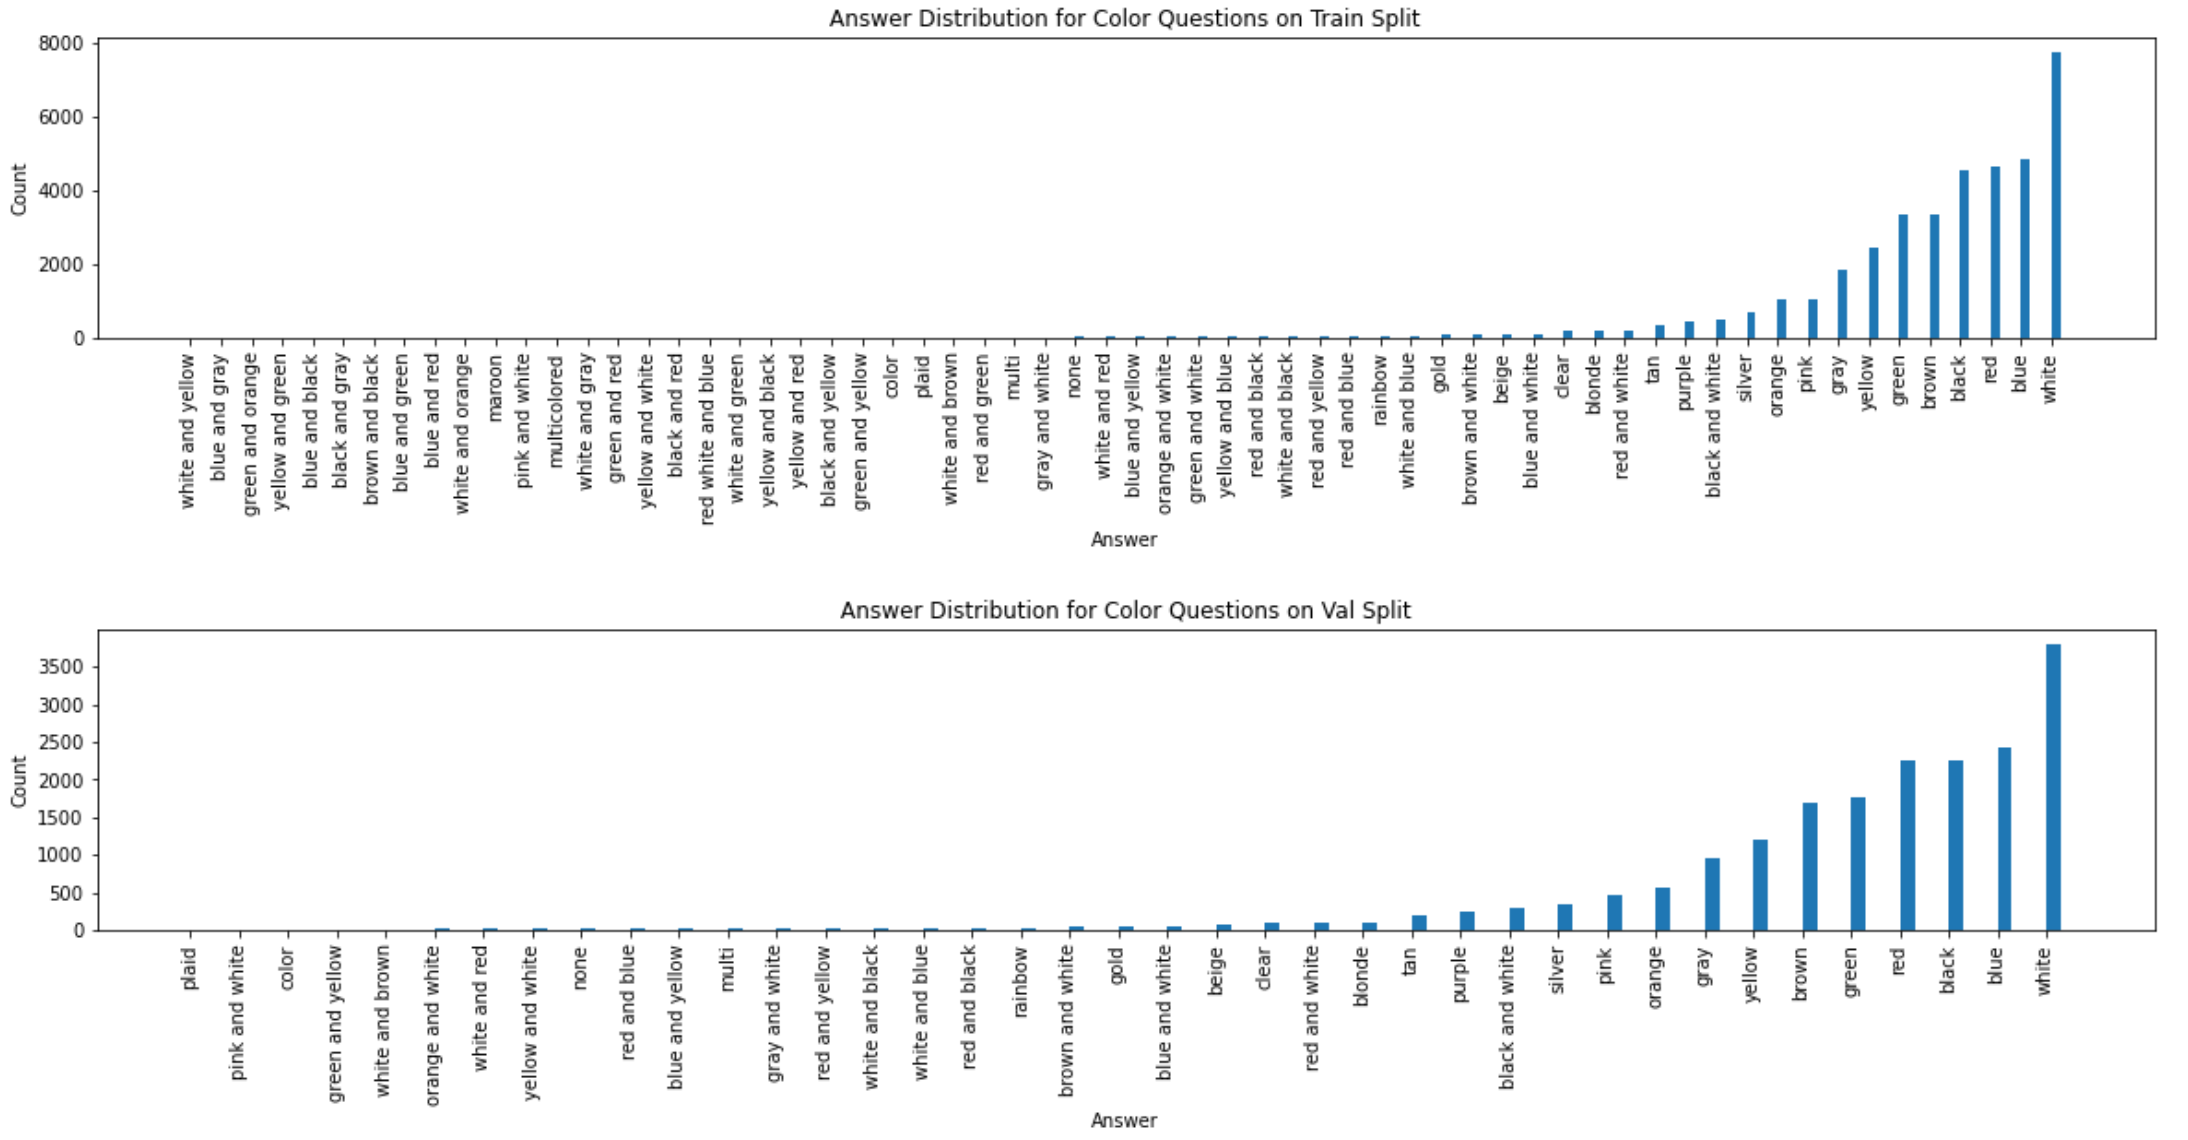 Answer Distribution for Color Questions on Train Split
8000
6000
4000
2000
0
Count
white and yellow
blue and gray
green and orange
yellow and green
blue and black
black and gray
brown and black
blue and green
blue and red
white and orange
maroon
pink and white
multicolored
white and gray
green and red
yellow and white
black and red
red white and blue
white and green
yellow and black
yellow and red
black and yellow
green and yellow
color
plaid
white and brown
red and green
multi
gray and white
none
white and red
blue and yellow
orange and white
green and white
yellow and blue
red and black
white and black
red and yellow
red and blue
rainbow
white and blue
gold
brown and white
beige
blue and white
clear
blonde
red and white
tan
purple
black and white
silver
orange
pink
gray
yellow
green
brown
black
red
blue
white
Answer
Answer Distribution for Color Questions on Val Split
3500
3000
2500
2000
1500
1000
500
0
Count
plaid
pink and white
color
green and yellow
white and brown
orange and white
white and red
yellow and white
none
red and blue
blue and yellow
multi
gray and white
red and yellow
white and black
white and blue
red and black
rainbow
brown and white
gold
blue and white
beige
clear
red and white
blonde
tan
purple
black and white
silver
pink
orange
gray
yellow
brown
green
red
black
blue
white
Answer